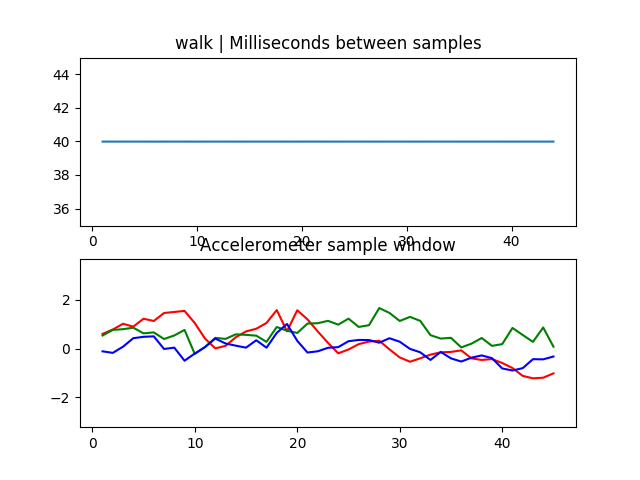 walk | Milliseconds between samples
44
42
40
38
36
0 10 20 30 40
Accelerometer sample window
2
0
−2
0 10 20 30 40